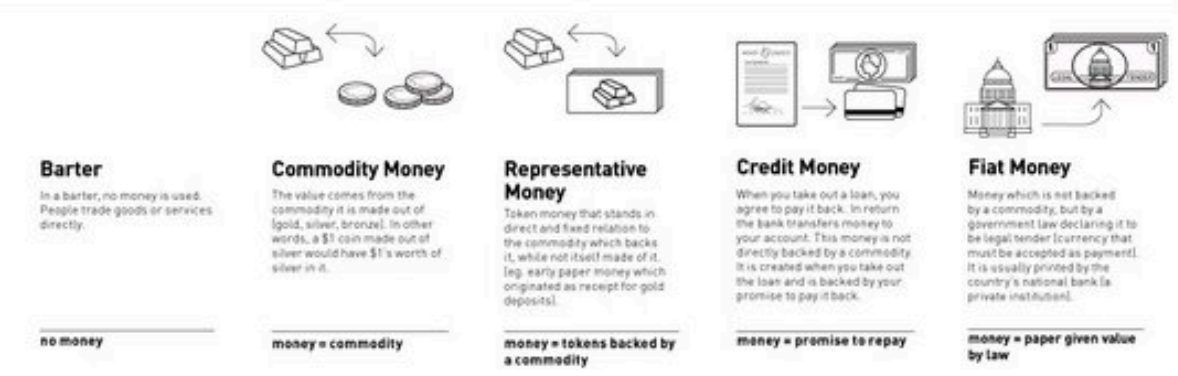 Barter
In a barter, no money is used.
People trade goods or services
directly.
no money
Commodity Money
The value comes from the
commodity it is made out of
(gold, silver, bronze). In other
words, a $1 coin made out of
silver would have $1's worth of
silver in it.
money = commodity
Representative
Money
Token money that stands in
direct and fixed relation to
the commodity which backs
it, while not itself made of it.
(eg. early paper money which
originated as receipt for gold
deposits).
money = tokens backed by
a commodity
Credit Money
When you take out a loan, you
agree to pay it back. In return
the bank transfers money to
your account. This money is not
directly backed by a commodity.
It is created when you take out
the loan and is backed by your
promise to pay it back.
money = promise to repay
1 1
LEGAL TENDER
Fiat Money
Money which is not backed
by a commodity, but by a
government law declaring it to
be legal tender (currency that
must be accepted as payment).
It is usually printed by the
country's national bank (a
private institution).
money = paper given value
by law